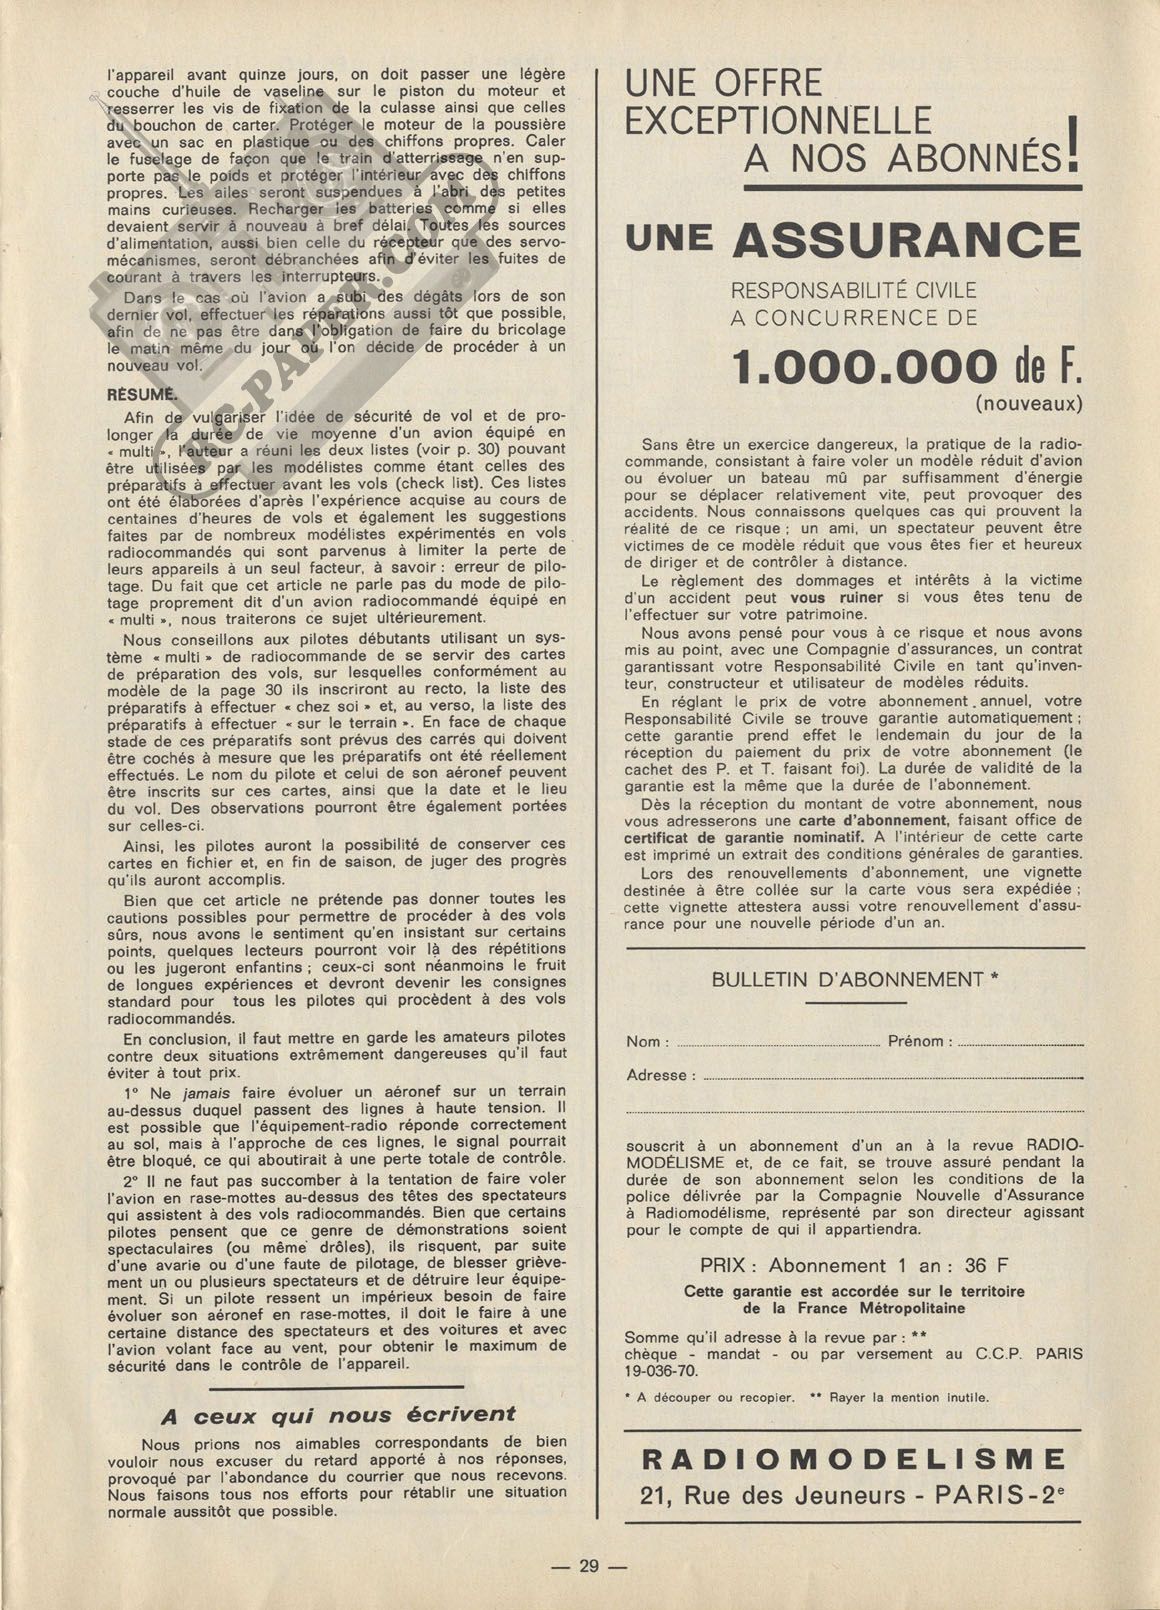 l'appareil avant quinze jours, on doit passer une légère
couche d'huile de vaseline sur le piston du moteur et
resserrer les vis de fixation de la culasse ainsi que celles
du bouchon de carter. Protéger le moteur de la poussière
avec un sac en plastique ou des chiffons propres. Caler
le fuselage de façon que le train d'atterrissage n'en sup-
porte pas le poids et protéger l'intérieur avec des chiffons
propres. Les ailes seront suspendues à l'abri des petites
mains curieuses. Recharger les batteries comme si elles
devaient servir à nouveau à bref délai. Toutes les sources
d'alimentation, aussi bien celle du récepteur que des servo-
mécanismes, seront débranchées afin d'éviter les fuites de
courant à travers les interrupteurs.
Dans le cas où l'avion a subi des dégâts lors de son
dernier vol, effectuer les réparations aussi tôt que possible,
afin de ne pas être dans l'obligation de faire du bricolage
le matin même du jour où l'on décide de procéder à un
nouveau vol.
RÉSUMÉ.
Afin de vulgariser l'idée de sécurité de vol et de pro-
longer la durée de vie moyenne d'un avion équipé en
« multi », l'auteur a réuni les deux listes (voir p. 30) pouvant
être utilisées par les modélistes comme étant celles des
préparatifs à effectuer avant les vols (check list). Ces listes
ont été élaborées d'après l'expérience acquise au cours de
centaines d'heures de vols et également les suggestions
faites par de nombreux modélistes expérimentés en vols
radiocommandés qui sont parvenus à limiter la perte de
leurs appareils à un seul facteur, à savoir : erreur de pilo-
tage. Du fait que cet article ne parle pas du mode de pilo-
tage proprement dit d'un avion radiocommandé équipé en
« multi », nous traiterons ce sujet ultérieurement.
Nous conseillons aux pilotes débutants utilisant un sys-
tème « multi » de radiocommande de se servir des cartes
de préparation des vols, sur lesquelles conformément au
modèle de la page 30 ils inscriront au recto, la liste des
préparatifs à effectuer « chez soi » et, au verso, la liste des
préparatifs à effectuer « sur le terrain ». En face de chaque
stade de ces préparatifs sont prévus des carrés qui doivent
être cochés à mesure que les préparatifs ont été réellement
effectués. Le nom du pilote et celui de son aéronef peuvent
être inscrits sur ces cartes, ainsi que la date et le lieu
du vol. Des observations pourront être également portées
sur celles-ci.
Ainsi, les pilotes auront la possibilité de conserver ces
cartes en fichier et, en fin de saison, de juger des progrès
qu'ils auront accomplis.
Bien que cet article ne prétende pas donner toutes les
cautions possibles pour permettre de procéder à des vols
sûrs, nous avons le sentiment qu'en insistant sur certains
points, quelques lecteurs pourront voir là des répétitions
ou les jugeront enfantins ; ceux-ci sont néanmoins le fruit
de longues expériences et devront devenir les consignes
standard pour tous les pilotes qui procèdent à des vols
radiocommandés.
En conclusion, il faut mettre en garde les amateurs pilotes
contre deux situations extrêmement dangereuses qu'il faut
éviter à tout prix.
1° Ne jamais faire évoluer un aéronef sur un terrain
au-dessus duquel passent des lignes à haute tension. Il
est possible que l'équipement-radio réponde correctement
au sol, mais à l'approche de ces lignes, le signal pourrait
être bloqué, ce qui aboutirait à une perte totale de contrôle.
2° Il ne faut pas succomber à la tentation de faire voler
l'avion en rase-mottes au-dessus des têtes des spectateurs
qui assistent à des vols radiocommandés. Bien que certains
pilotes pensent que ce genre de démonstrations soient
spectaculaires (ou même drôles), ils risquent, par suite
d'une avarie ou d'une faute de pilotage, de blesser griève-
ment un ou plusieurs spectateurs et de détruire leur équipe-
ment. Si un pilote ressent un impérieux besoin de faire
évoluer son aéronef en rase-mottes, il doit le faire à une
certaine distance des spectateurs et des voitures et avec
l'avion volant face au vent, pour obtenir le maximum de
sécurité dans le contrôle de l'appareil.
A ceux qui nous écrivent
Nous prions nos aimables correspondants de bien
vouloir nous excuser du retard apporté à nos réponses,
provoqué par l'abondance du courrier que nous recevons.
Nous faisons tous nos efforts pour rétablir une situation
normale aussitôt que possible.
UNE OFFRE
EXCEPTIONNELLE
A NOS ABONNÉS!
UNE ASSURANCE
RESPONSABILITÉ CIVILE
A CONCURRENCE DE
1.000.000 de F.
(nouveaux)
Sans être un exercice dangereux, la pratique de la radio-
commande, consistant à faire voler un modèle réduit d'avion
ou évoluer un bateau mû par suffisamment d'énergie
pour se déplacer relativement vite, peut provoquer des
accidents. Nous connaissons quelques cas qui prouvent la
réalité de ce risque ; un ami, un spectateur peuvent être
victimes de ce modèle réduit que vous êtes fier et heureux
de diriger et de contrôler à distance.
Le règlement des dommages et intérêts à la victime
d'un accident peut vous ruiner si vous êtes tenu de
l'effectuer sur votre patrimoine.
Nous avons pensé pour vous à ce risque et nous avons
mis au point, avec une Compagnie d'assurances, un contrat
garantissant votre Responsabilité Civile en tant qu'inven-
teur, constructeur et utilisateur de modèles réduits.
En réglant le prix de votre abonnement annuel, votre
Responsabilité Civile se trouve garantie automatiquement ;
cette garantie prend effet le lendemain du jour de la
réception du paiement du prix de votre abonnement (le
cachet des P. et T. faisant foi). La durée de validité de la
garantie est la même que la durée de l'abonnement.
Dès la réception du montant de votre abonnement, nous
vous adresserons une carte d'abonnement, faisant office de
certificat de garantie nominatif. A l'intérieur de cette carte
est imprimé un extrait des conditions générales de garanties.
Lors des renouvellements d'abonnement, une vignette
destinée à être collée sur la carte vous sera expédiée ;
cette vignette attestera aussi votre renouvellement d'assu-
rance pour une nouvelle période d'un an.
BULLETIN D'ABONNEMENT *
Nom : Prénom :
Adresse :
souscrit à un abonnement d'un an à la revue RADIO-
MODÉLISME et, de ce fait, se trouve assuré pendant la
durée de son abonnement selon les conditions de la
police délivrée par la Compagnie Nouvelle d'Assurance
à Radiomodélisme, représenté par son directeur agissant
pour le compte de qui il appartiendra.
PRIX : Abonnement 1 an : 36 F
Cette garantie est accordée sur le territoire
de la France Métropolitaine
Somme qu'il adresse à la revue par : **
chèque - mandat - ou par versement au C.C.P. PARIS
19-036-70.
* A découper ou recopier. ** Rayer la mention inutile.
RADIOMODELISME
21, Rue des Jeuneurs - PARIS-2e
— 29 —
RC-PAPER.COM